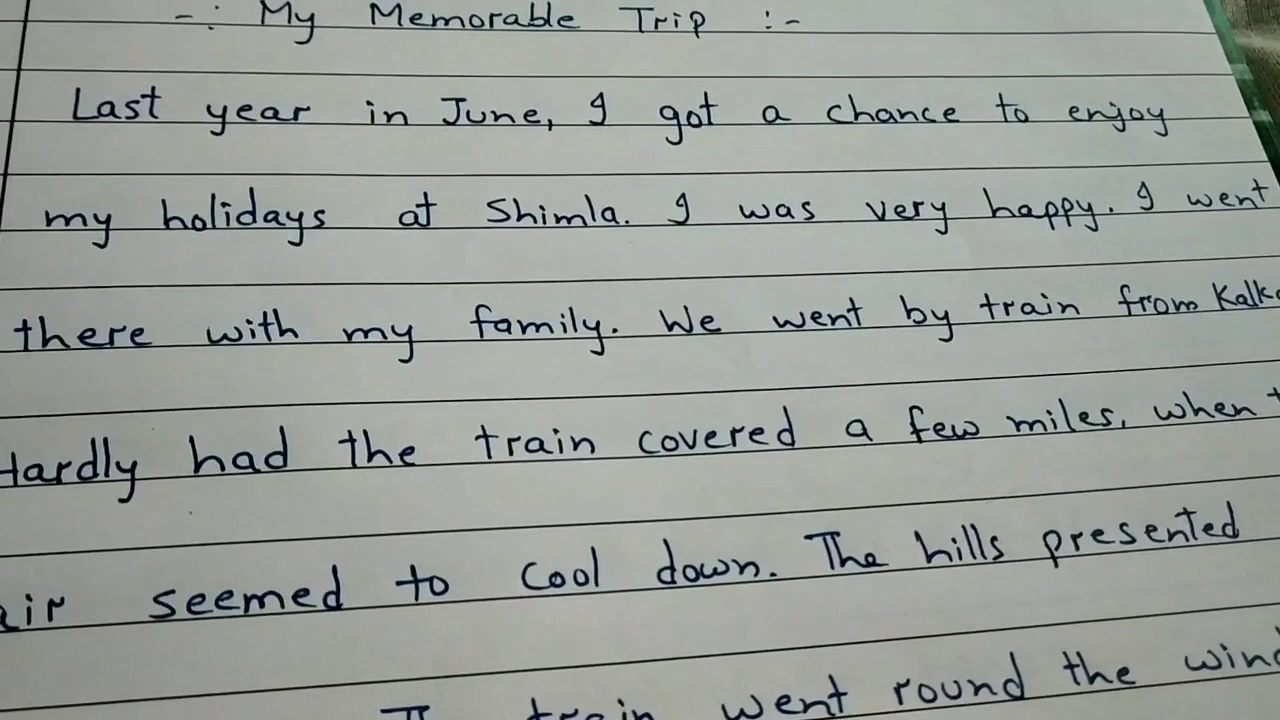 -: My Memorable Trip :-
Last year in June, I got a chance to enjoy
my holidays at Shimla. I was very happy. I went
there with my family. We went by train from
Hardly had the train covered a few miles, when
air seemed to cool down. The hills presented
train went round the